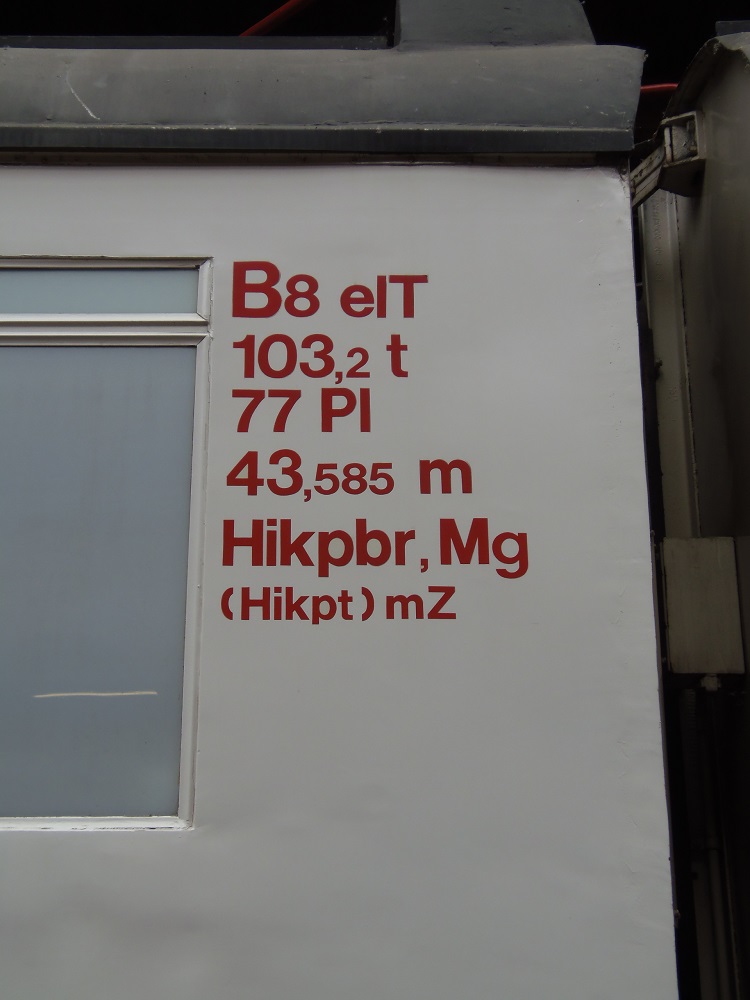 B8 elT
103,2 t
77 Pl
43,585 m
Hikpbr, Mg
(Hikpt) mZ